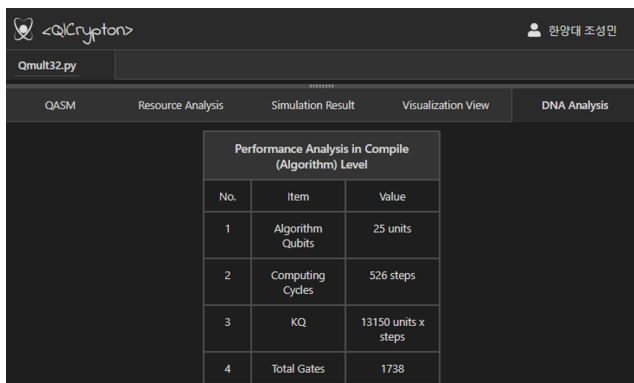 <Q|Crypton>
한양대 조성민
Qmult32.py
QASM Resource Analysis Simulation Result Visualization View DNA Analysis
Performance Analysis in Compile
(Algorithm) Level
No. Item Value
1 Algorithm Qubits 25 units
2 Computing Cycles 526 steps
3 KQ 13150 units x steps
4 Total Gates 1738